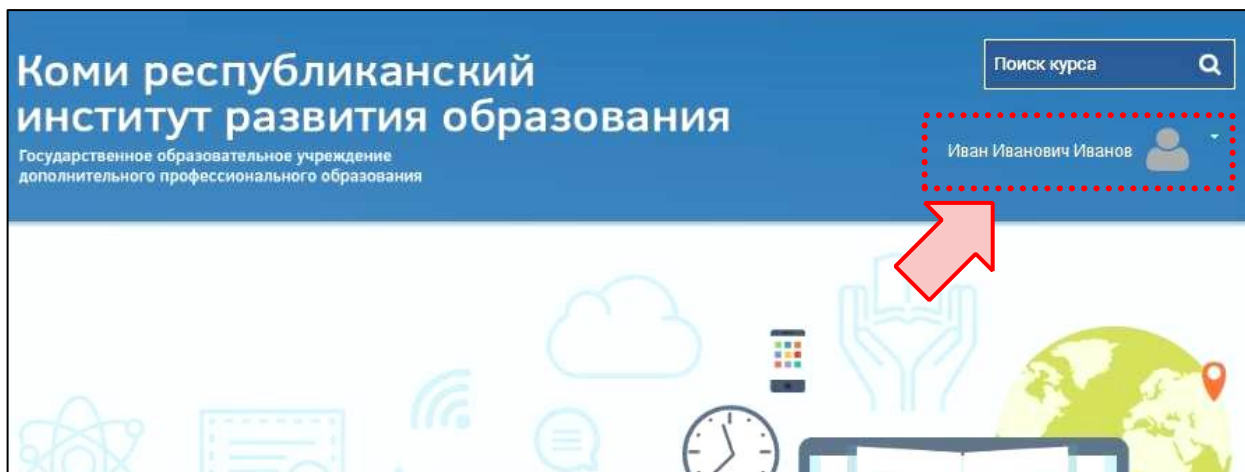 Коми республиканский
институт развития образования
Государственное образовательное учреждение
дополнительного профессионального образования
Поиск курса
Иван Иванович Иванов